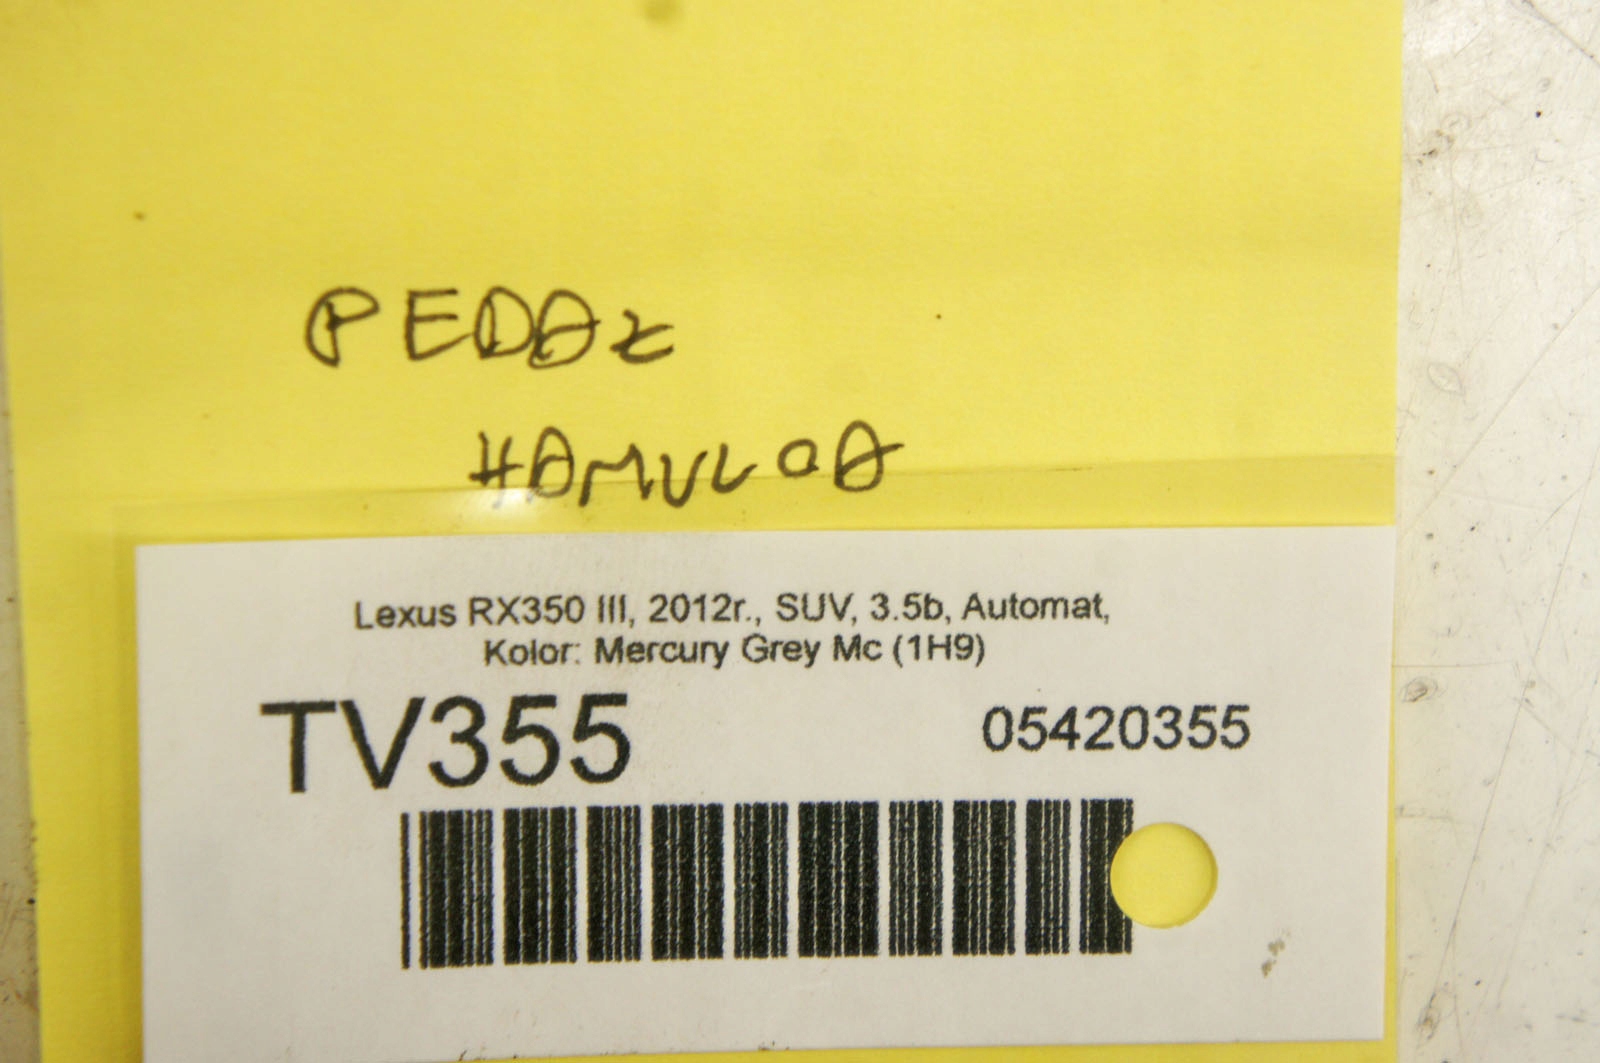 PEDAŁ
HAMULCA
Lexus RX350 III, 2012r., SUV, 3.5b, Automat,
Kolor: Mercury Grey Mc (1H9)
TV355
05420355